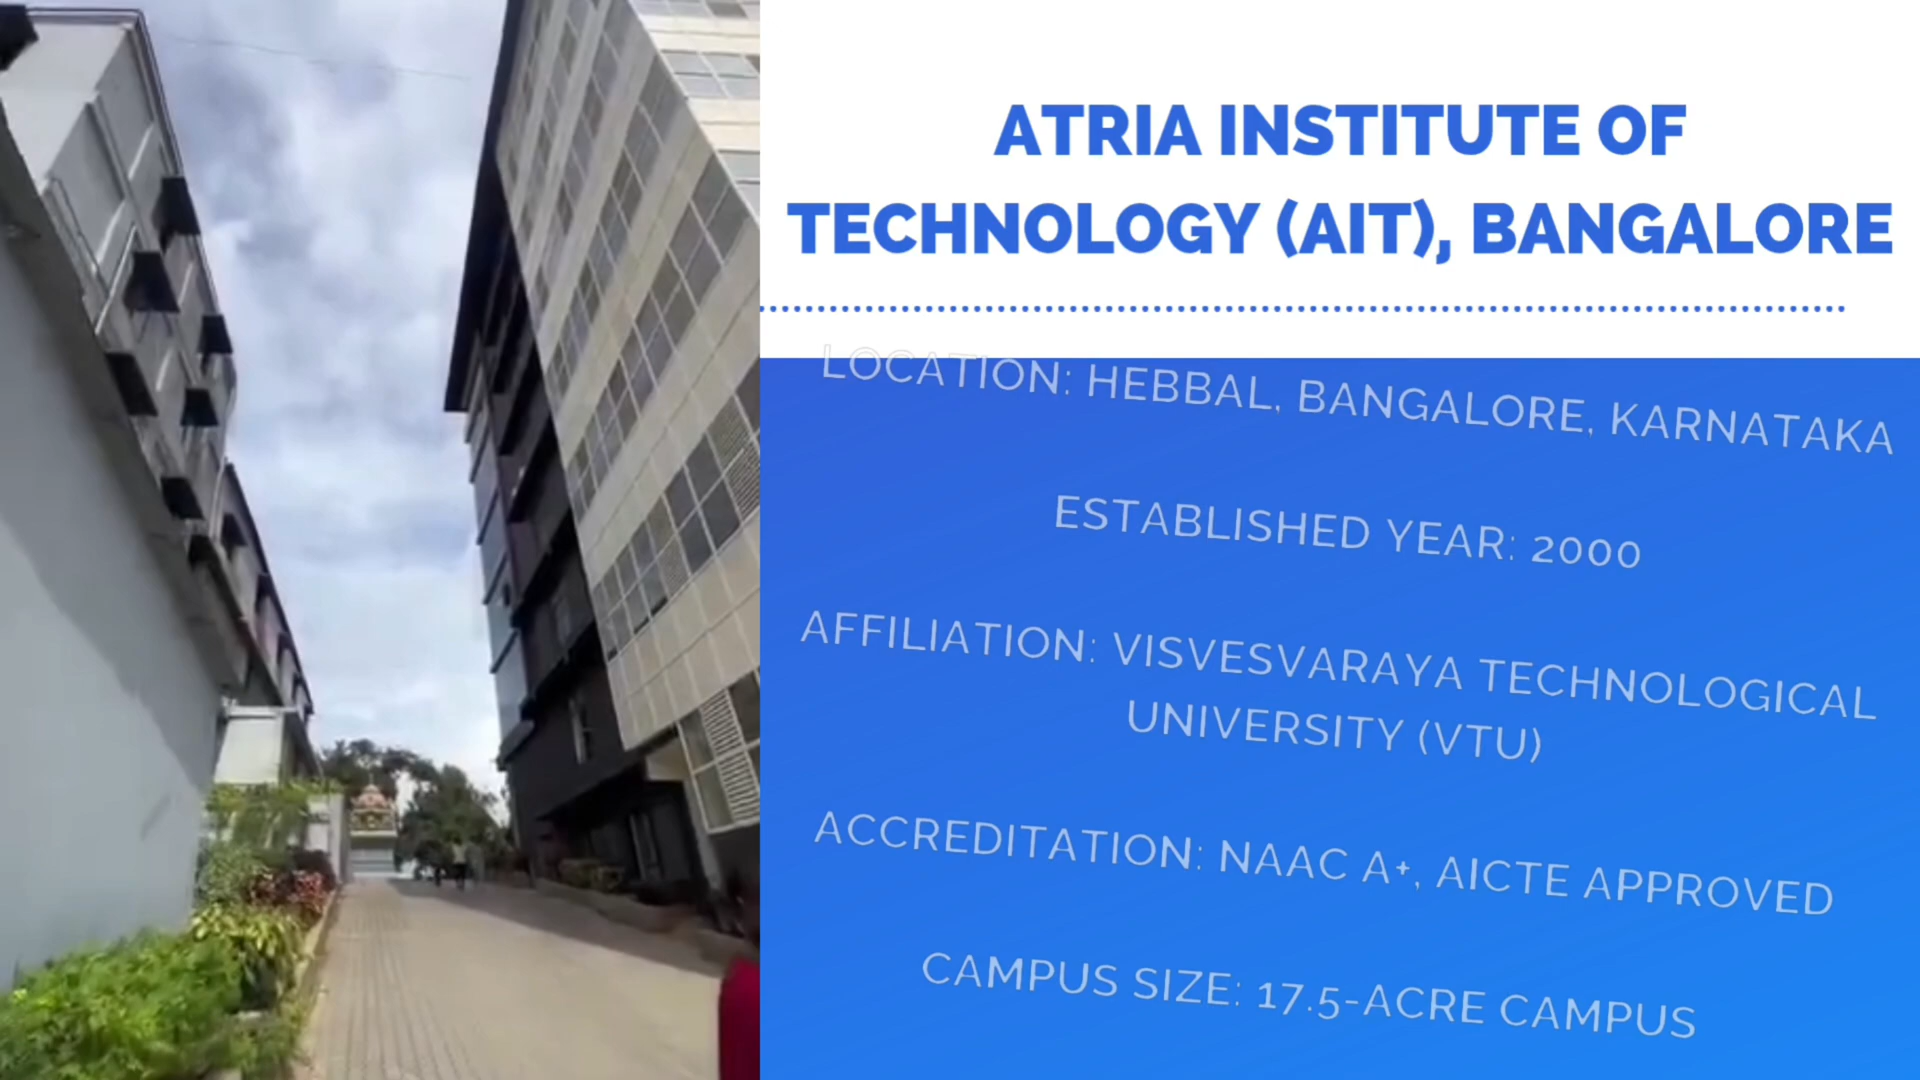 ATRIA INSTITUTE OF
TECHNOLOGY (AIT), BANGALORE
LOCATION: HEBBAL, BANGALORE, KARNATAKA
ESTABLISHED YEAR: 2000
AFFILIATION: VISVESVARAYA TECHNOLOGICAL
UNIVERSITY (VTU)
ACCREDITATION: NAAC A+, AICTE APPROVED
CAMPUS SIZE: 17.5-ACRE CAMPUS